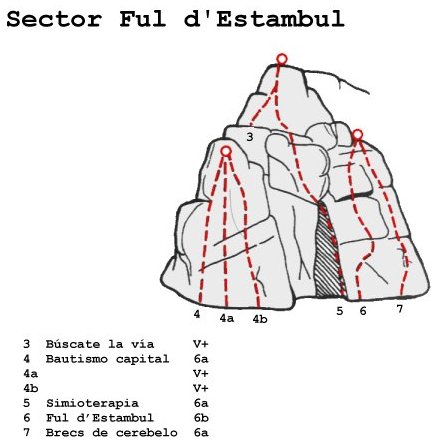 Sector Ful d'Estambul
3
4 4a 4b 5 6 7
3 Búscate la vía V+
4 Bautismo capital 6a
4a V+
4b V+
5 Simioterapia 6a
6 Ful d’Estambul 6b
7 Brecs de cerebelo 6a